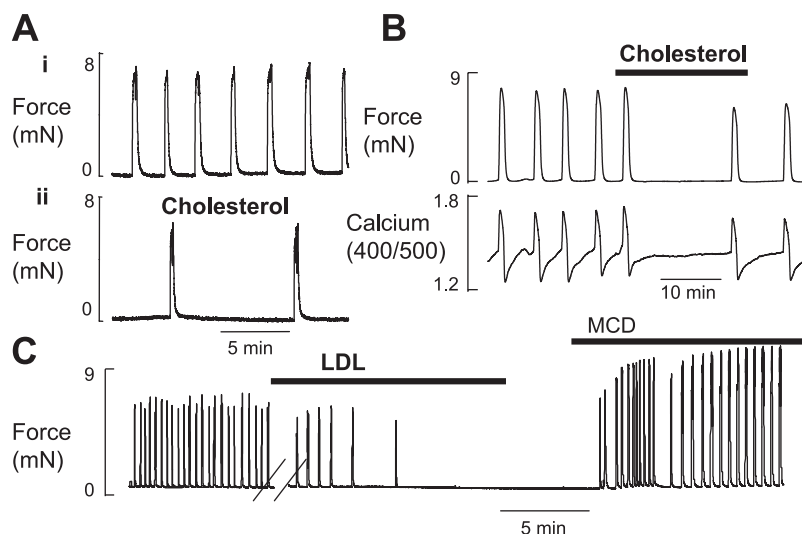 A
i
8
Force
(mN)
0
ii
8
Cholesterol
Force
(mN)
0
5 min
B
Cholesterol
9
Force
(mN)
0
1.8
Calcium
(400/500)
1.2
10 min
C
MCD
LDL
9
Force
(mN)
0
5 min